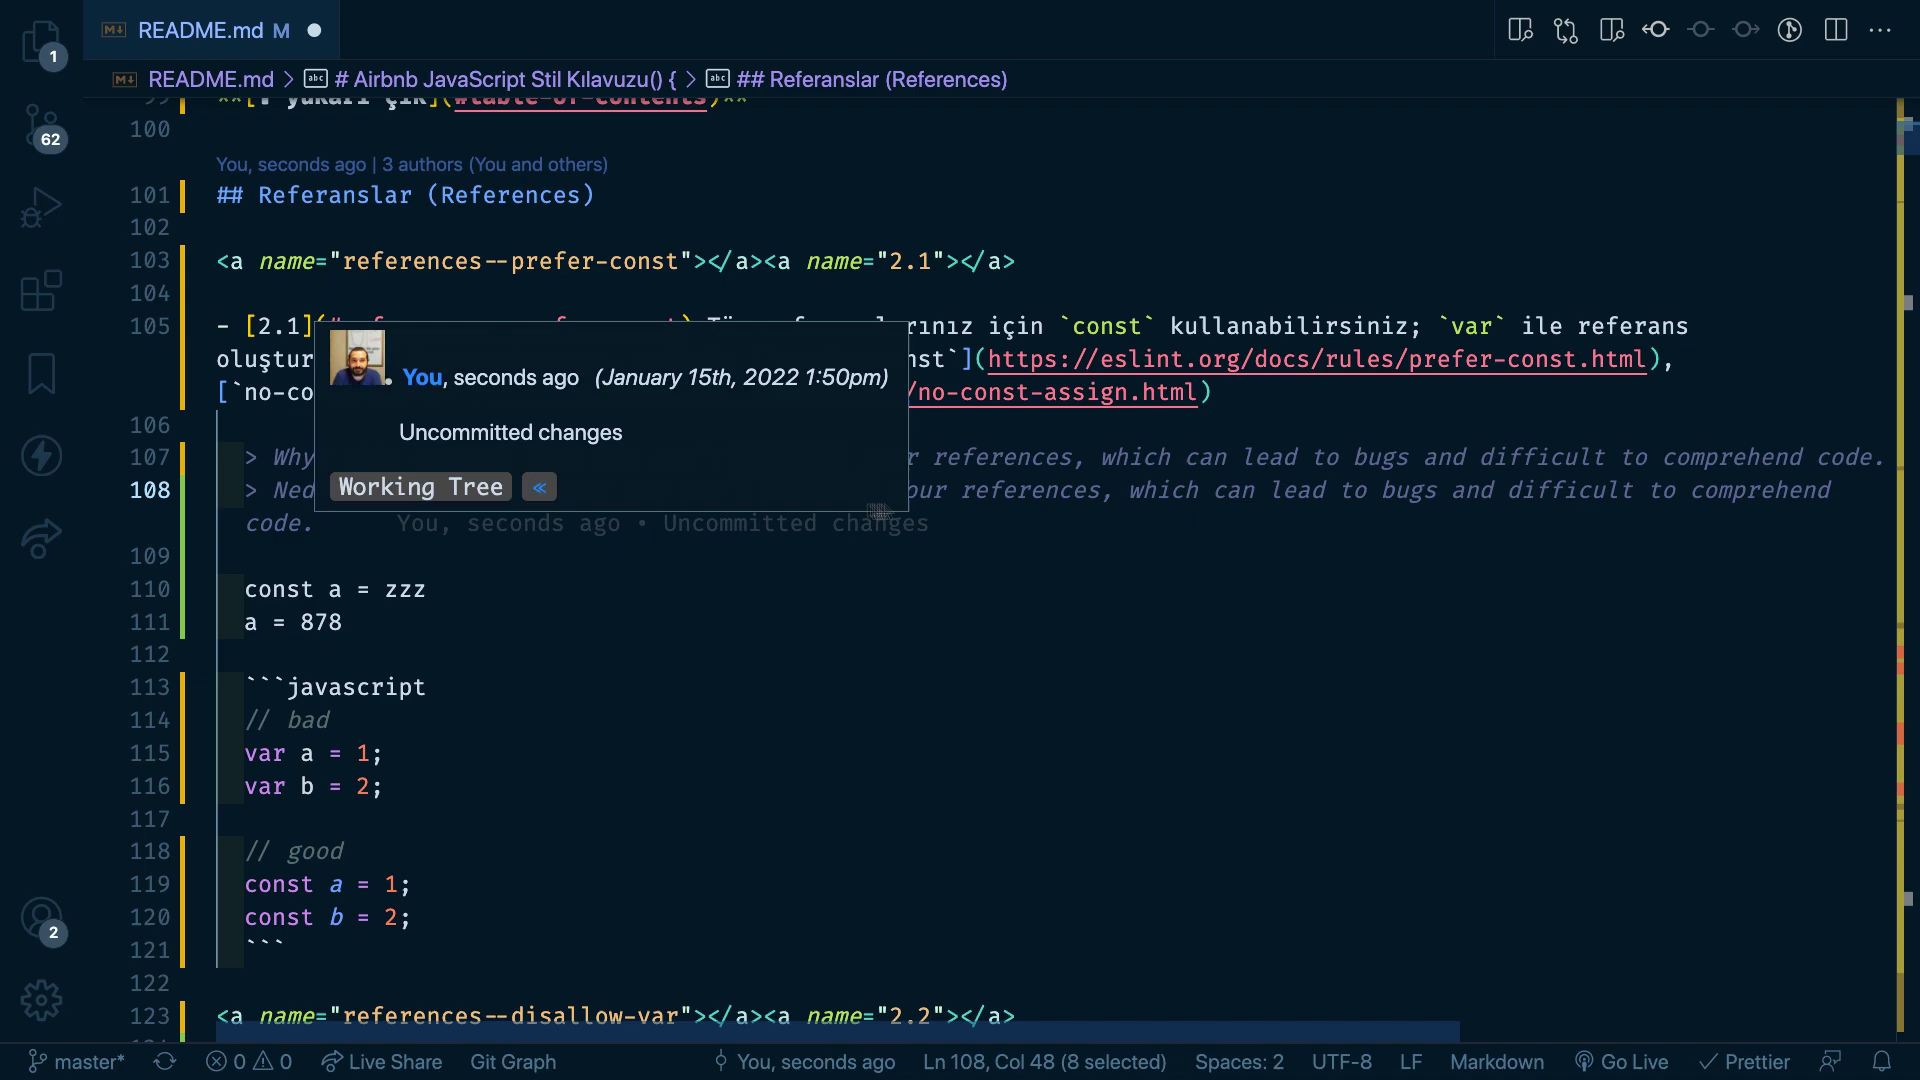 README.md M
README.md > # Airbnb JavaScript Stil Kılavuzu() { > ## Referanslar (References)
99 **[⬆ yukarı çık](#table-of-contents)**
100
You, seconds ago | 3 authors (You and others)
101 ## Referanslar (References)
102
103 <a name="references--prefer-const"></a><a name="2.1"></a>
104
105 - [2.1] rınız için `const` kullanabilirsiniz; `var` ile referans
oluştur nst`](https://eslint.org/docs/rules/prefer-const.html),
[`no-co /no-const-assign.html)
You, seconds ago (January 15th, 2022 1:50pm)
Uncommitted changes
Working Tree «
106
107 > Why r references, which can lead to bugs and difficult to comprehend code.
108 > Ned our references, which can lead to bugs and difficult to comprehend
code. You, seconds ago • Uncommitted changes
109
110 const a = zzz
111 a = 878
112
113 ```javascript
114 // bad
115 var a = 1;
116 var b = 2;
117
118 // good
119 const a = 1;
120 const b = 2;
121 ```
122
123 <a name="references--disallow-var"></a><a name="2.2"></a>
1
62
2
master* 0 0 Live Share Git Graph You, seconds ago Ln 108, Col 48 (8 selected) Spaces: 2 UTF-8 LF Markdown Go Live Prettier